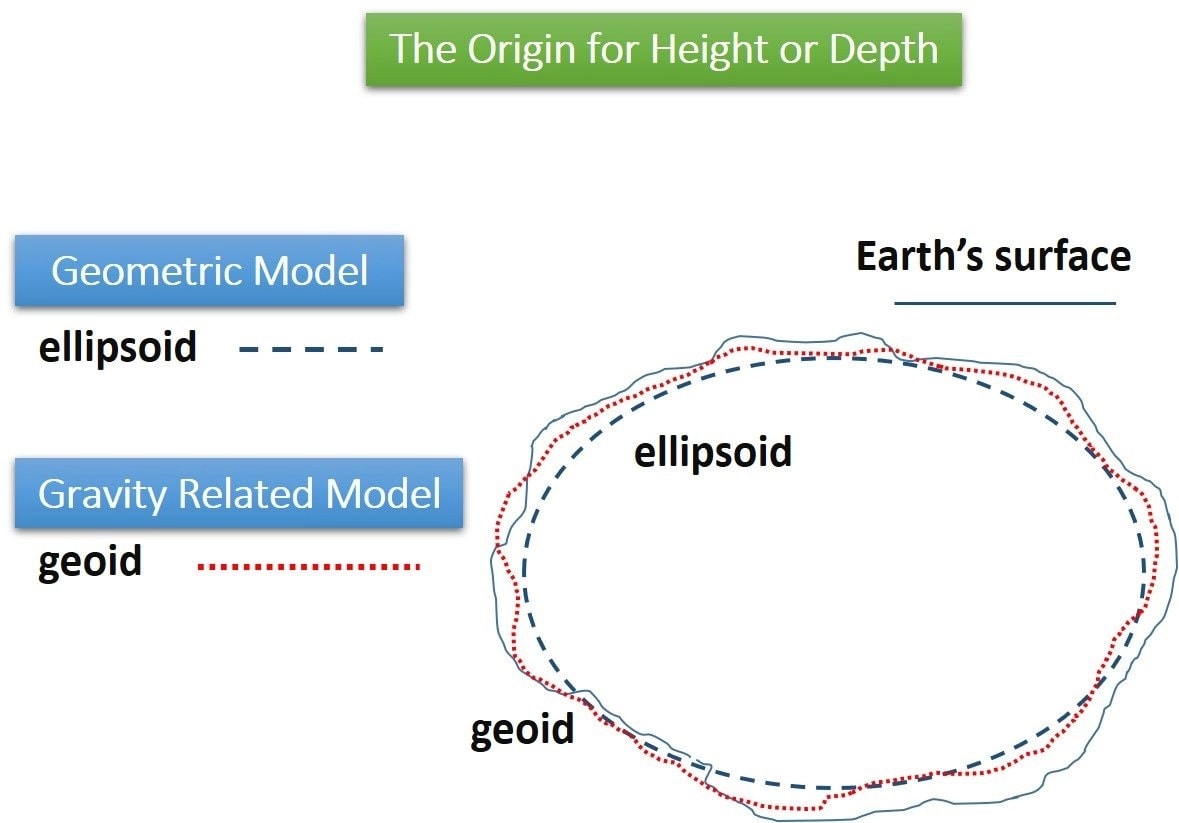 The Origin for Height or Depth
Geometric Model
ellipsoid
Gravity Related Model
geoid
Earth’s surface
ellipsoid
geoid